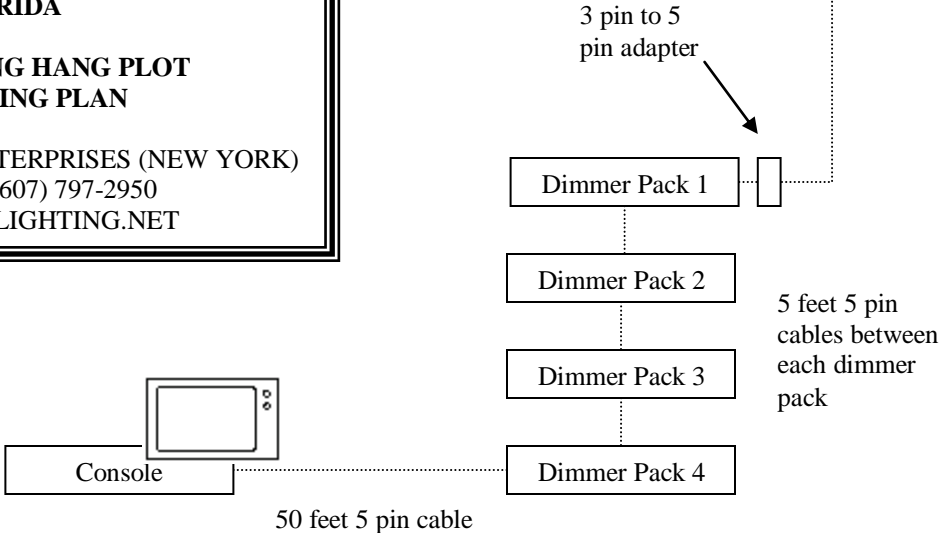 RIDA
NG HANG PLOT
ING PLAN
TERPRISES (NEW YORK)
607) 797-2950
LIGHTING.NET
3 pin to 5
pin adapter
Dimmer Pack 1
Dimmer Pack 2
5 feet 5 pin
cables between
each dimmer
pack
Dimmer Pack 3
Console
Dimmer Pack 4
50 feet 5 pin cable